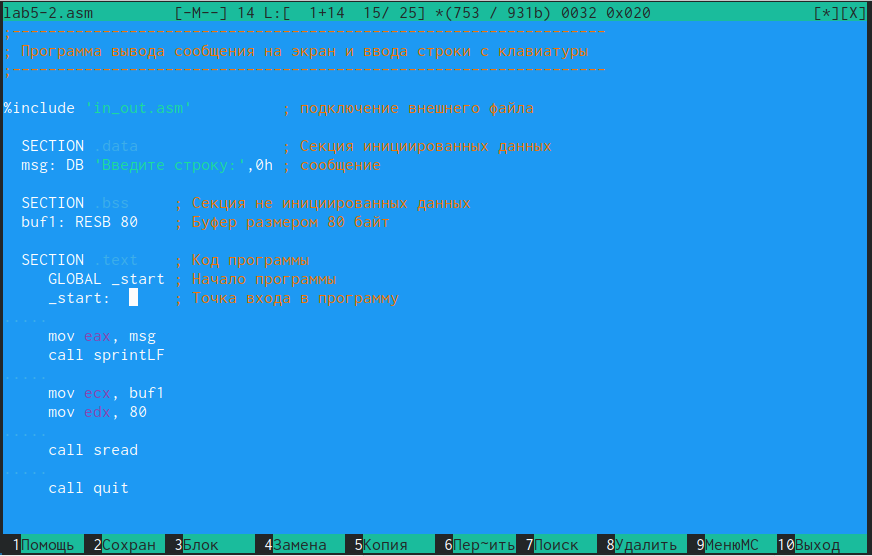 lab5-2.asm         [-M--] 14 L:[  1+14  15/ 25] *(753 / 931b) 0032 0x020                  [*][X]
;------------------------------------------------------------------
; Программа вывода сообщения на экран и ввода строки с клавиатуры
;------------------------------------------------------------------
%include 'in_out.asm'          ; подключение внешнего файла
SECTION .data                ; Секция инициированных данных
msg: DB 'Введите строку:',0h ; сообщение
SECTION .bss     ; Секция не инициированных данных
buf1: RESB 80    ; Буфер размером 80 байт
SECTION .text    ; Код программы
GLOBAL _start ; Начало программы
_start:       ; Точка входа в программу
.....
mov eax, msg
call sprintLF
.....
mov ecx, buf1
mov edx, 80
.....
call sread
.....
call quit
1Помощь 2Сохран 3Блок 4Замена 5Копия 6Пер~ить 7Поиск 8Удалить 9МенюMC 10Выход